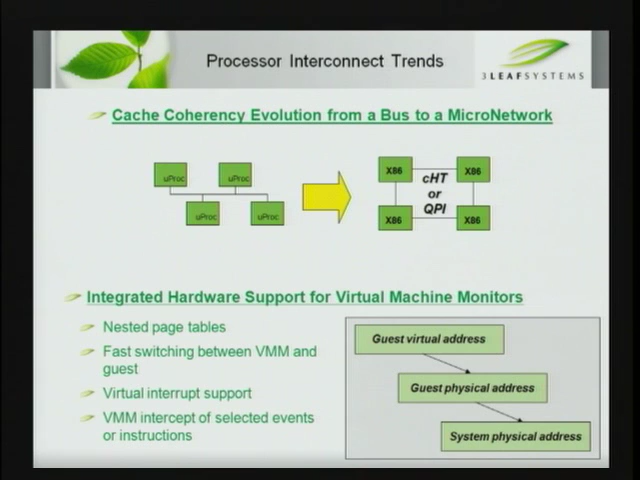 Processor Interconnect Trends
3LEAFSYSTEMS
Cache Coherency Evolution from a Bus to a MicroNetwork
uProc
uProc
uProc
uProc
X86
X86
cHT
or
QPI
X86
X86
Integrated Hardware Support for Virtual Machine Monitors
Nested page tables
Fast switching between VMM and
guest
Virtual interrupt support
VMM intercept of selected events
or instructions
Guest virtual address
Guest physical address
System physical address